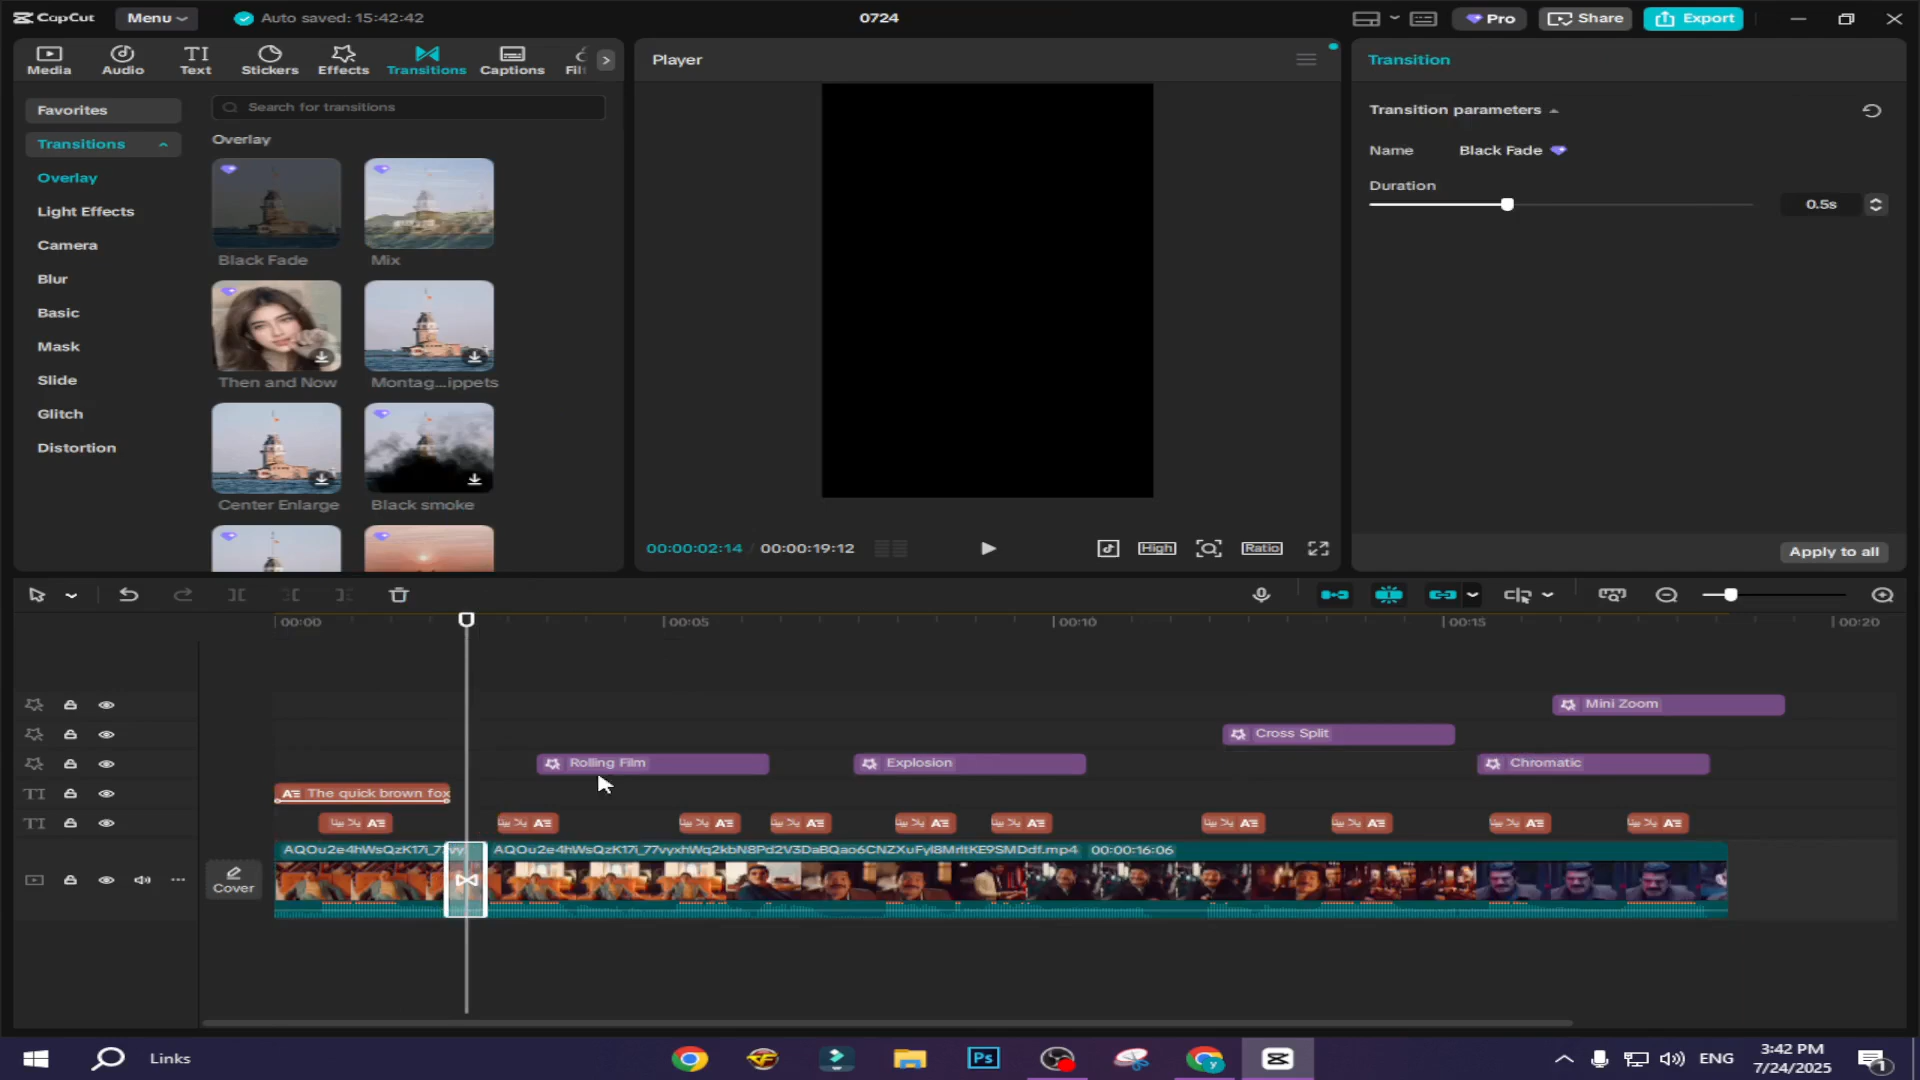 CapCut
Menu
Auto saved: 15:42:42
0724
Pro
Share
Export
Media
Audio
Text
Stickers
Effects
Transitions
Captions
Fil
Player
Transition
Favorites
Search for transitions
Transition parameters
Transitions
Overlay
Name
Black Fade
Overlay
Duration
0.5s
Light Effects
Camera
Black Fade
Mix
Blur
Basic
Mask
Slide
Then and Now
Montag...ippets
Glitch
Distortion
Center Enlarge
Black smoke
00:00:02:14 / 00:00:19:12
High
Ratio
Apply to all
00:00
00:05
00:10
00:15
00:20
Mini Zoom
Cross Split
Rolling Film
Explosion
Chromatic
The quick brown fox
Cover
00:00:16:06
Links
Ps
ENG
3:42 PM
7/24/2025
1